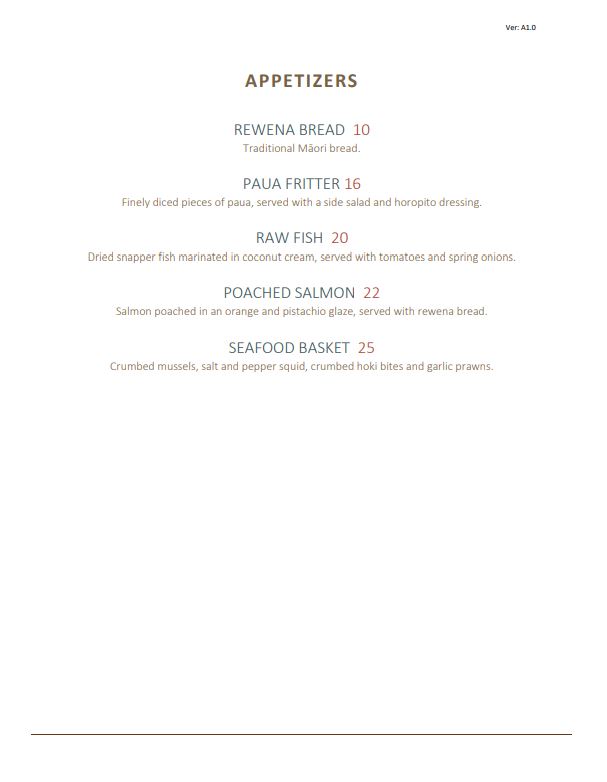 Ver: A1.0
APPETIZERS
REWENA BREAD 10
Traditional Māori bread.
PAUA FRITTER 16
Finely diced pieces of paua, served with a side salad and horopito dressing.
RAW FISH 20
Dried snapper fish marinated in coconut cream, served with tomatoes and spring onions.
POACHED SALMON 22
Salmon poached in an orange and pistachio glaze, served with rewena bread.
SEAFOOD BASKET 25
Crumbed mussels, salt and pepper squid, crumbed hoki bites and garlic prawns.